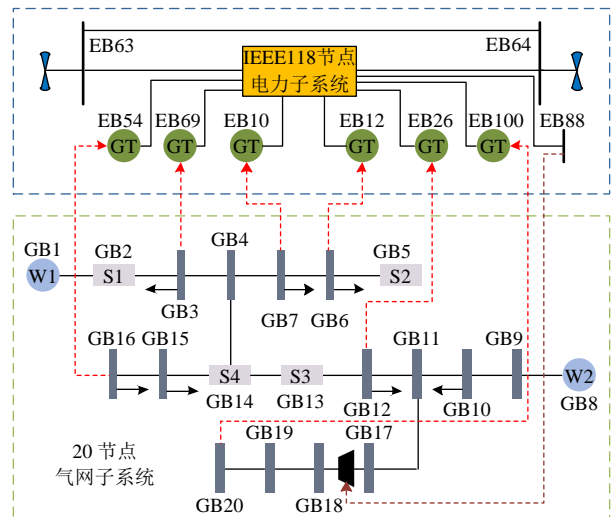 EB63
EB64
IEEE118节点
电力子系统
EB54
EB69
EB10
EB12
EB26
EB100
EB88
GT
GT
GT
GT
GT
GT
GB1
GB2
GB4
GB5
W1
S1
S2
GB3
GB7
GB6
GB16
GB15
GB11
GB9
S4
S3
W2
GB14
GB13
GB12
GB10
GB8
20 节点
气网子系统
GB19
GB17
GB20
GB18